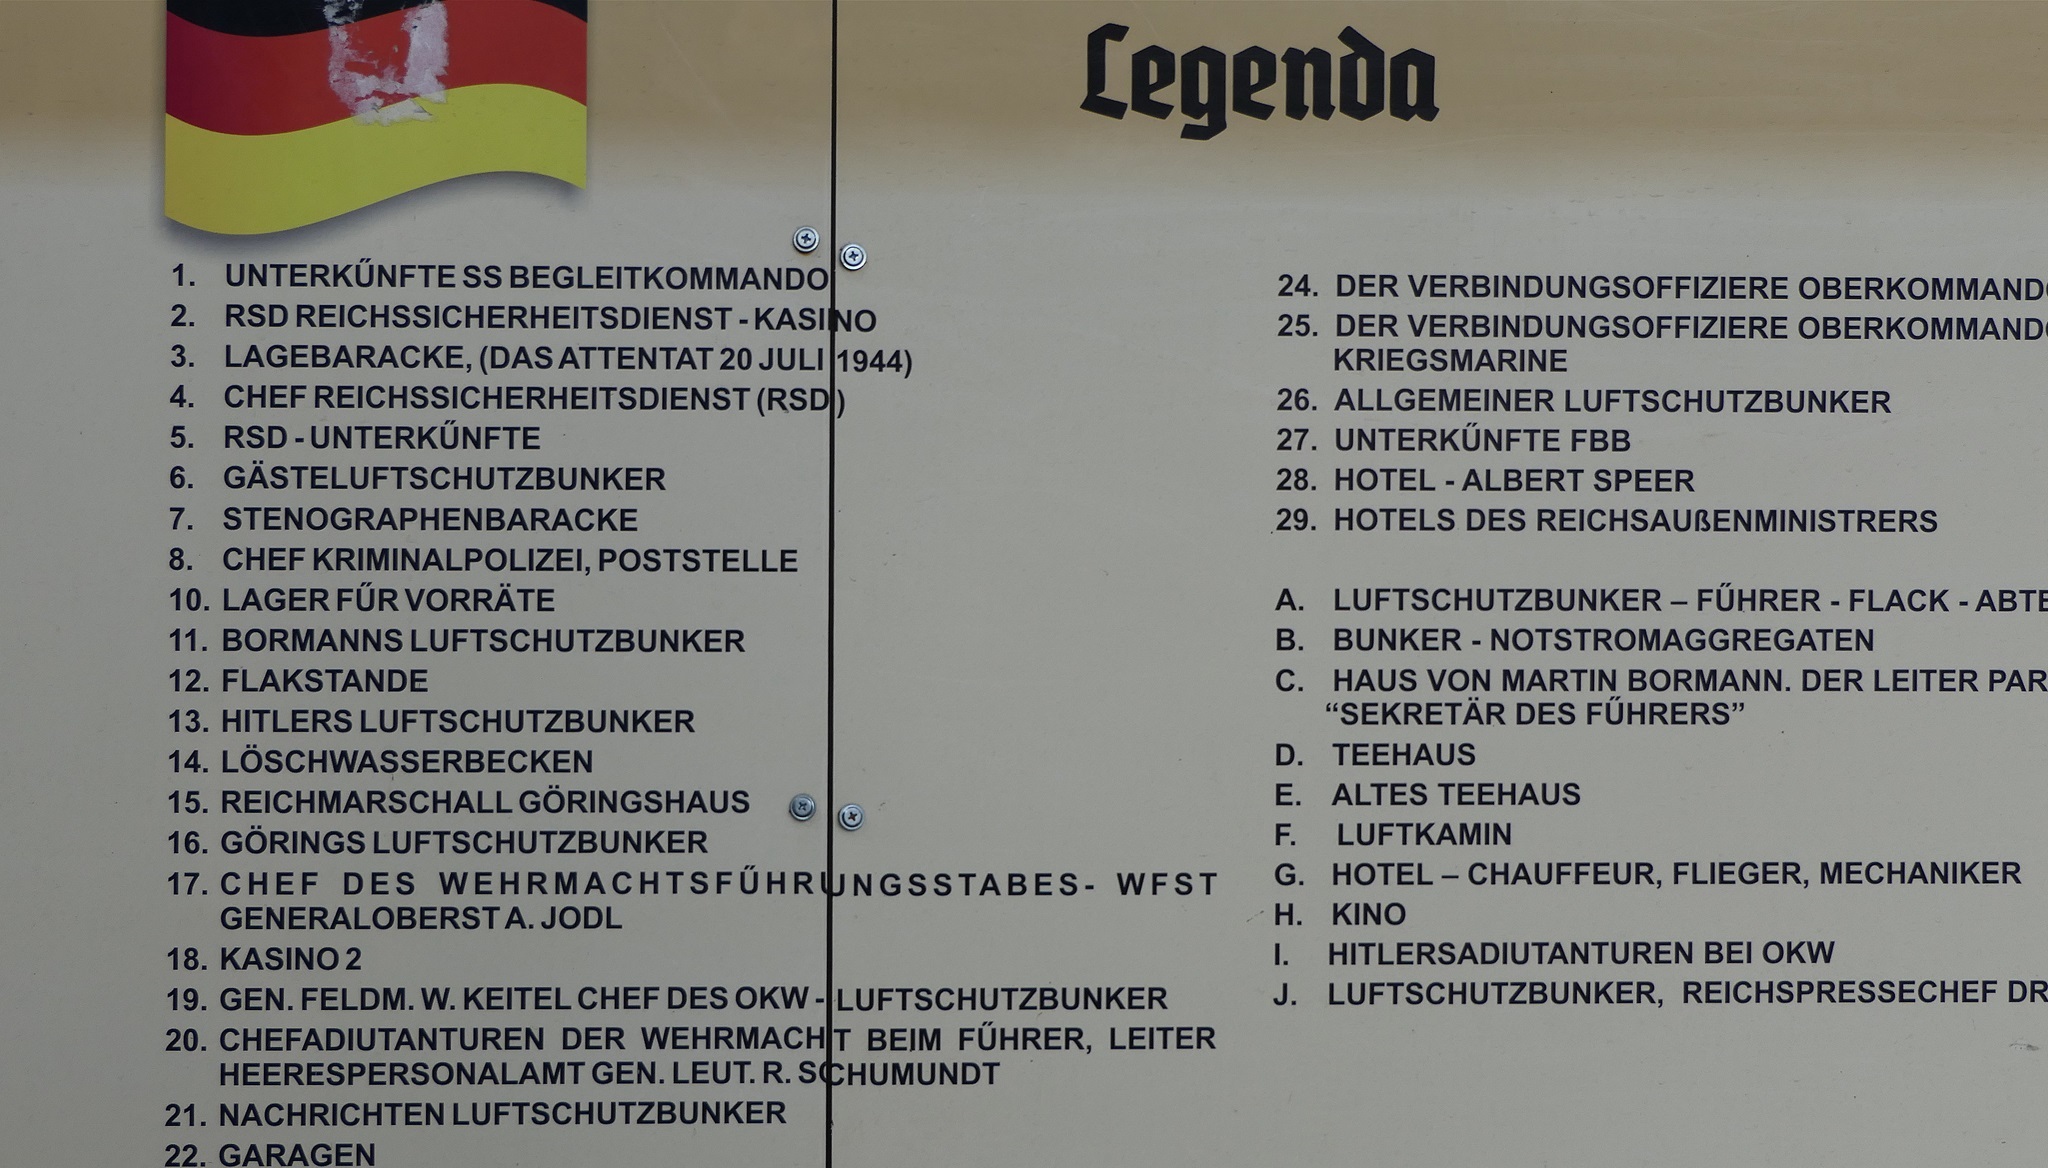 Legenda
1. UNTERKŰNFTE SS BEGLEITKOMMANDO
2. RSD REICHSSICHERHEITSDIENST - KASINO
3. LAGEBARACKE, (DAS ATTENTAT 20 JULI 1944)
4. CHEF REICHSSICHERHEITSDIENST (RSD)
5. RSD - UNTERKŰNFTE
6. GÄSTELUFTSCHUTZBUNKER
7. STENOGRAPHENBARACKE
8. CHEF KRIMINALPOLIZEI, POSTSTELLE
10. LAGER FŰR VORRÄTE
11. BORMANNS LUFTSCHUTZBUNKER
12. FLAKSTANDE
13. HITLERS LUFTSCHUTZBUNKER
14. LÖSCHWASSERBECKEN
15. REICHMARSCHALL GÖRINGSHAUS
16. GÖRINGS LUFTSCHUTZBUNKER
17. CHEF DES WEHRMACHTSFŰHRUNGSSTABES- WFST
GENERALOBERST A. JODL
18. KASINO 2
19. GEN. FELDM. W. KEITEL CHEF DES OKW - LUFTSCHUTZBUNKER
20. CHEFADIUTANTUREN DER WEHRMACHT BEIM FŰHRER, LEITER
HEERESPERSONALAMT GEN. LEUT. R. SCHUMUNDT
21. NACHRICHTEN LUFTSCHUTZBUNKER
22. GARAGEN
24. DER VERBINDUNGSOFFIZIERE OBERKOMMANDO
25. DER VERBINDUNGSOFFIZIERE OBERKOMMANDO
KRIEGSMARINE
26. ALLGEMEINER LUFTSCHUTZBUNKER
27. UNTERKŰNFTE FBB
28. HOTEL - ALBERT SPEER
29. HOTELS DES REICHSAUßENMINISTRERS
A. LUFTSCHUTZBUNKER – FŰHRER - FLACK - ABTE
B. BUNKER - NOTSTROMAGGREGATEN
C. HAUS VON MARTIN BORMANN. DER LEITER PAR
“SEKRETÄR DES FŰHRERS”
D. TEEHAUS
E. ALTES TEEHAUS
F. LUFTKAMIN
G. HOTEL – CHAUFFEUR, FLIEGER, MECHANIKER
H. KINO
I. HITLERSADIUTANTUREN BEI OKW
J. LUFTSCHUTZBUNKER, REICHSPRESSECHEF DR